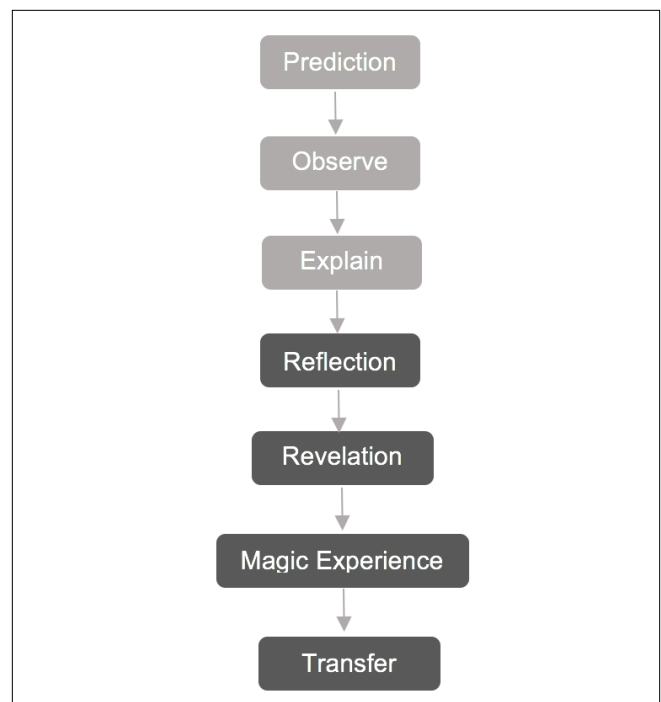 Prediction
Observe
Explain
Reflection
Revelation
Magic Experience
Transfer